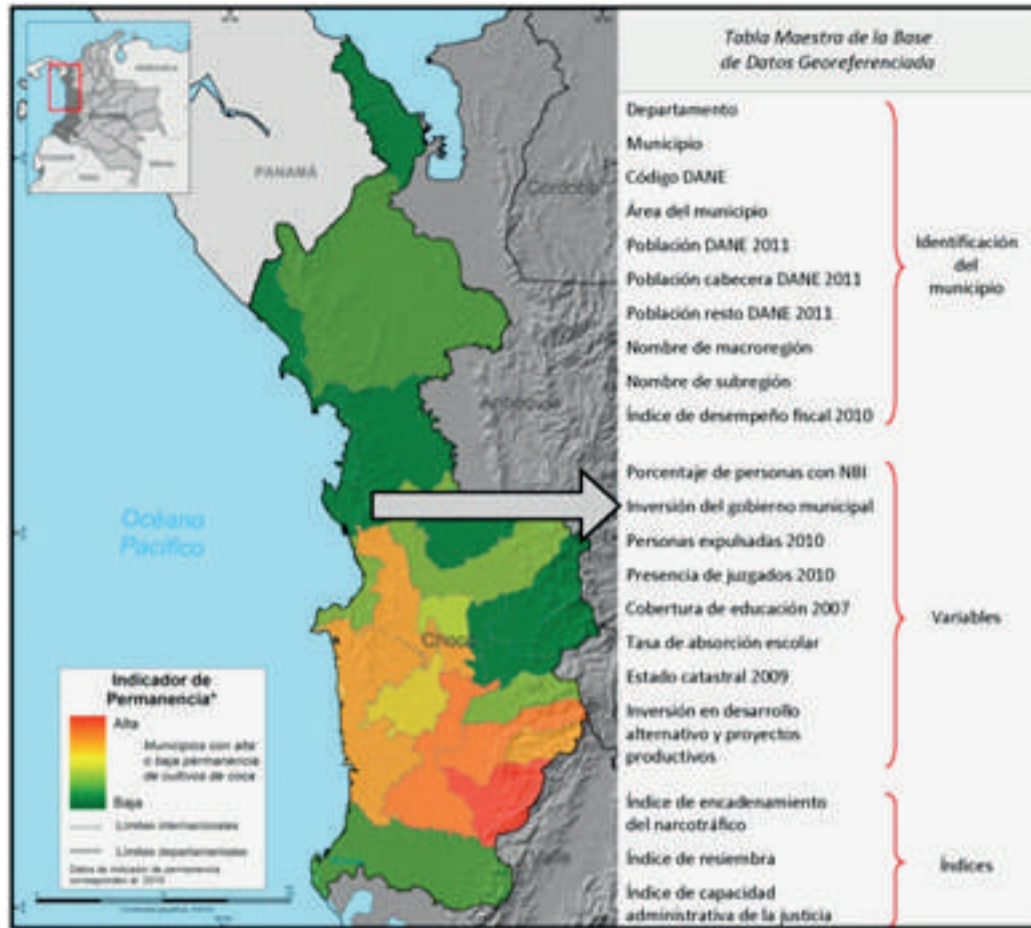 Tabla Maestra de la Base
de Datos Georeferenciada
Departamento
Municipio
Código DANE
Área del municipio
Población DANE 2011
Población cabecera DANE 2011
Población resto DANE 2011
Nombre de macroregión
Nombre de subregión
Índice de desempeño fiscal 2010
Identificación
del
municipio
Porcentaje de personas con NBI
Inversión del gobierno municipal
Personas expulsadas 2010
Presencia de juzgados 2010
Cobertura de educación 2007
Tasa de absorción escolar
Estado catastral 2009
Inversión en desarrollo
alternativo y proyectos
productivos
Variables
Índice de encadenamiento
del narcotráfico
Índice de resiembra
Índice de capacidad
administrativa de la justicia
Índices
PANAMÁ
Córdoba
Antioquia
Océano
Pacífico
Chocó
Valle
Indicador de
Permanencia*
Alta
Municipios con alta
o baja permanencia
de cultivos de coca
Baja
Límites internacionales
Límites departamentales
Datos de indicador de permanencia